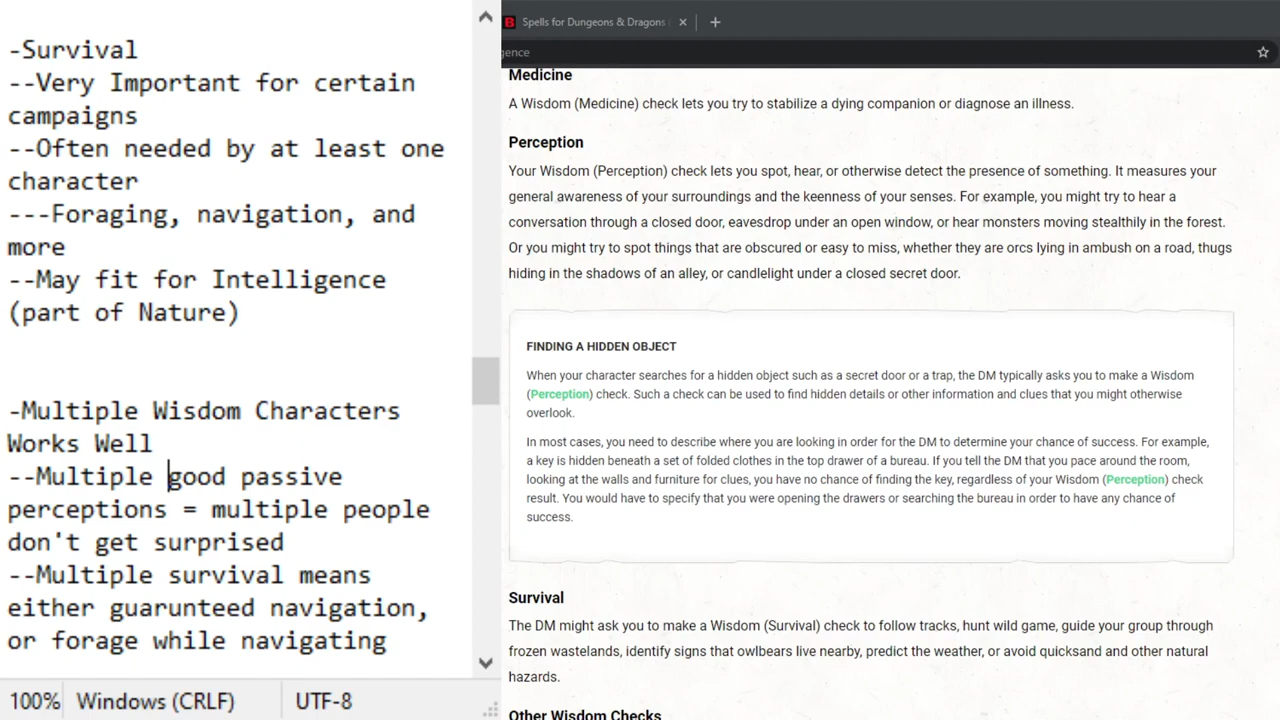 -Survival
--Very Important for certain
campaigns
--Often needed by at least one
character
---Foraging, navigation, and
more
--May fit for Intelligence
(part of Nature)
-Multiple Wisdom Characters
Works Well
--Multiple good passive
perceptions = multiple people
don't get surprised
--Multiple survival means
either guarunteed navigation,
or forage while navigating
100%
Windows (CRLF)
UTF-8
B
Spells for Dungeons & Dragons
gence
Medicine
A Wisdom (Medicine) check lets you try to stabilize a dying companion or diagnose an illness.
Perception
Your Wisdom (Perception) check lets you spot, hear, or otherwise detect the presence of something. It measures your
general awareness of your surroundings and the keenness of your senses. For example, you might try to hear a
conversation through a closed door, eavesdrop under an open window, or hear monsters moving stealthily in the forest.
Or you might try to spot things that are obscured or easy to miss, whether they are orcs lying in ambush on a road, thugs
hiding in the shadows of an alley, or candlelight under a closed secret door.
FINDING A HIDDEN OBJECT
When your character searches for a hidden object such as a secret door or a trap, the DM typically asks you to make a Wisdom
(Perception) check. Such a check can be used to find hidden details or other information and clues that you might otherwise
overlook.
In most cases, you need to describe where you are looking in order for the DM to determine your chance of success. For example,
a key is hidden beneath a set of folded clothes in the top drawer of a bureau. If you tell the DM that you pace around the room,
looking at the walls and furniture for clues, you have no chance of finding the key, regardless of your Wisdom (Perception) check
result. You would have to specify that you were opening the drawers or searching the bureau in order to have any chance of
success.
Survival
The DM might ask you to make a Wisdom (Survival) check to follow tracks, hunt wild game, guide your group through
frozen wastelands, identify signs that owlbears live nearby, predict the weather, or avoid quicksand and other natural
hazards.
Other Wisdom Checks